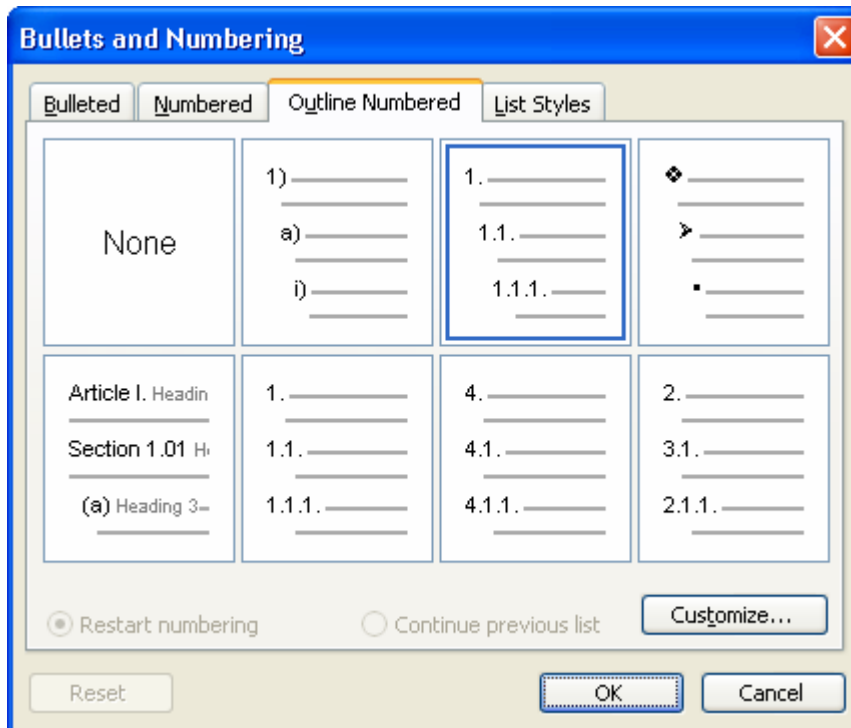 Bullets and Numbering
Bulleted Numbered Outline Numbered List Styles
None
1)
a)
i)
1.
1.1.
1.1.1.
Article I. Headin
Section 1.01 He
(a) Heading 3
1.
1.1.
1.1.1.
4.
4.1.
4.1.1.
2.
3.1.
2.1.1.
Restart numbering Continue previous list Customize...
Reset OK Cancel